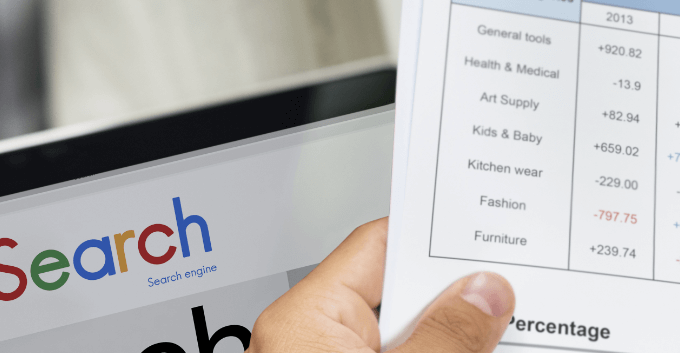 Search
Search engine
2013
General tools +920.82
Health & Medical -13.9
Art Supply +82.94
Kids & Baby +659.02
Kitchen wear -229.00
Fashion -797.75
Furniture +239.74
Percentage